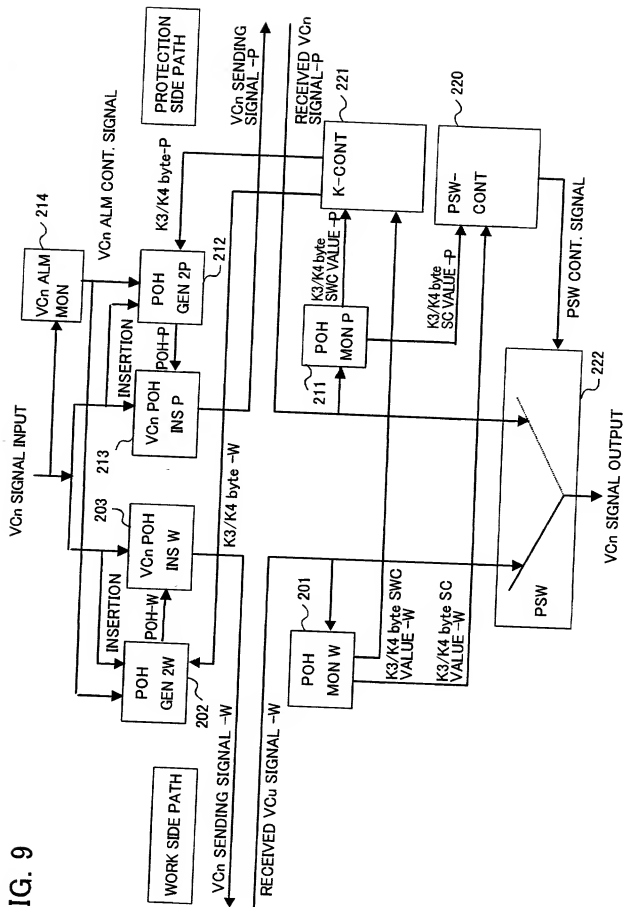 IG. 9
WORK SIDE PATH
PROTECTION
SIDE PATH
VCn SIGNAL INPUT
214
VCn ALM
MON
VCn ALM CONT. SIGNAL
INSERTION
INSERTION
POH
GEN 2W
202
POH-W
203
VCn POH
INS W
213
VCn POH
INS P
POH-P
POH
GEN 2P
212
K3/K4 byte-P
K3/K4 byte -W
VCn SENDING SIGNAL -W
VCn SENDING
SIGNAL -P
RECEIVED VCu SIGNAL -W
RECEIVED VCn
SIGNAL-P
201
POH
MON W
K3/K4 byte SWC
VALUE -W
K3/K4 byte SC
VALUE -W
211
POH
MON P
K3/K4 byte
SWC VALUE -P
K3/K4 byte
SC VALUE -P
221
K-CONT
220
PSW-
CONT
PSW CONT. SIGNAL
PSW
222
VCn SIGNAL OUTPUT